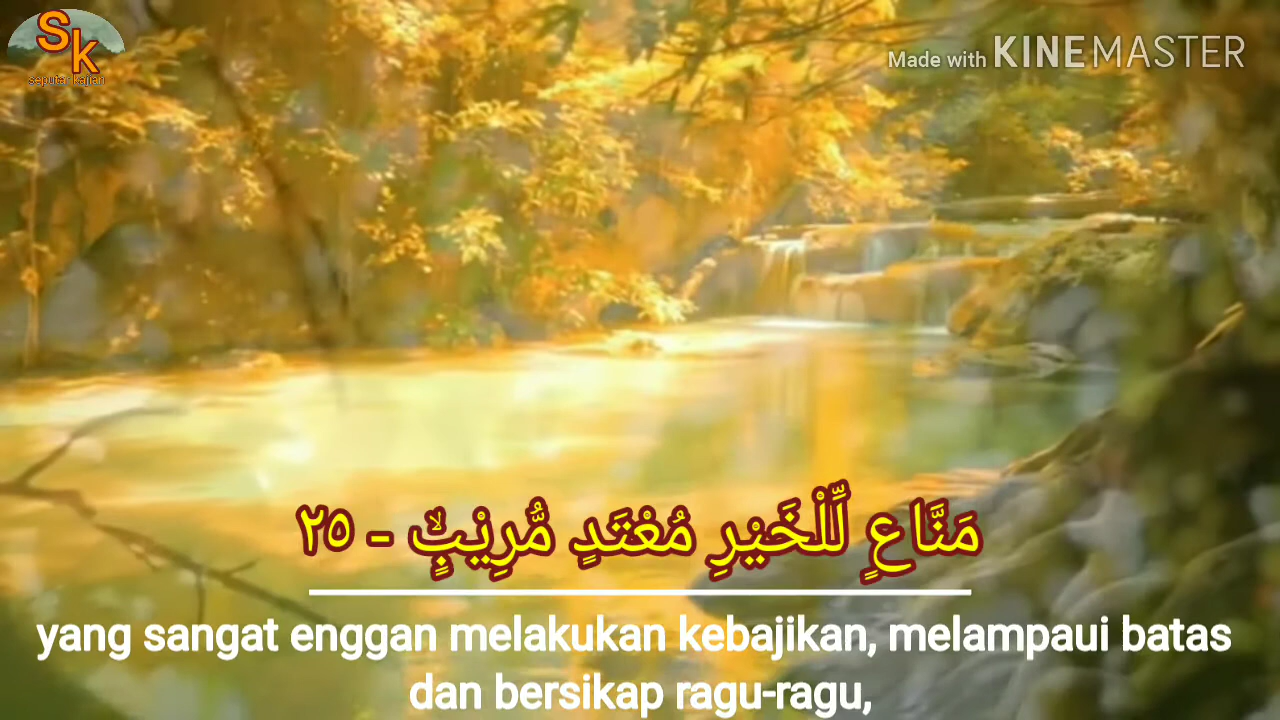 SK
seputar kajian
Made with KINEMASTER
مَنَّاعٍ لِّلْخَيْرِ مُعْتَدٍ مُّرِيْبٍۙ - ٢٥
yang sangat enggan melakukan kebajikan, melampaui batas
dan bersikap ragu-ragu,